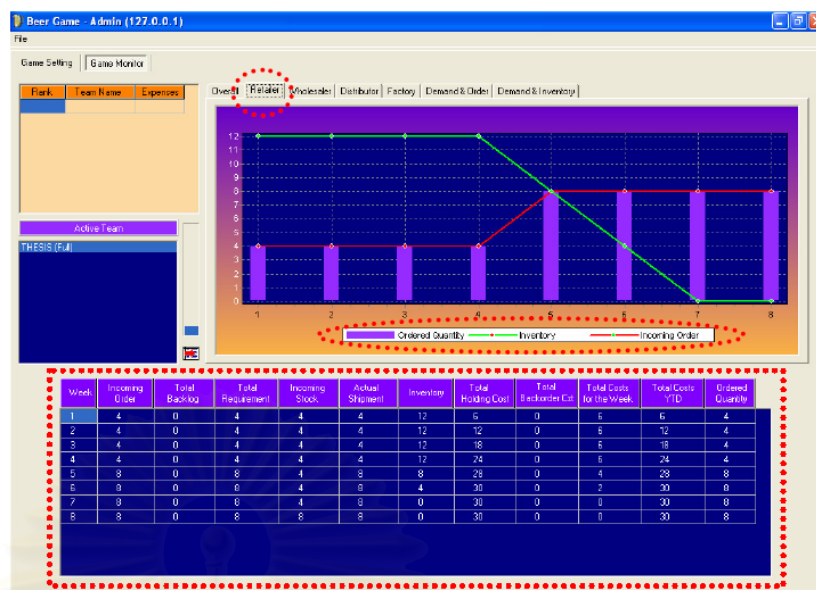 Beer Game - Admin (127.0.0.1)
File
Game Setting Game Monitor
Rank Team Name Expenses
Active Team
THESIS (Full)
Overall Retailer Wholesaler Distributor Factory Demand & Order Demand & Inventory
12
11
10
9
8
7
6
5
4
3
2
1
0
1 2 3 4 5 6 7 8
Ordered Quantity Inventory Incoming Order
Week Incoming Order Total Backlog Total Requirement Incoming Stock Actual Shipment Inventory Total Holding Cost Total Backorder Cst Total Costs for the Week Total Costs YTD Ordered Quantity
1 4 0 4 4 4 12 6 0 6 6 4
2 4 0 4 4 4 12 12 0 6 12 4
3 4 0 4 4 4 12 18 0 6 18 4
4 4 0 4 4 4 12 24 0 6 24 4
5 8 0 8 4 8 8 28 0 4 28 8
6 8 0 8 4 8 4 30 0 2 30 8
7 8 0 8 4 8 0 30 0 0 30 8
8 8 0 8 8 8 0 30 0 0 30 8